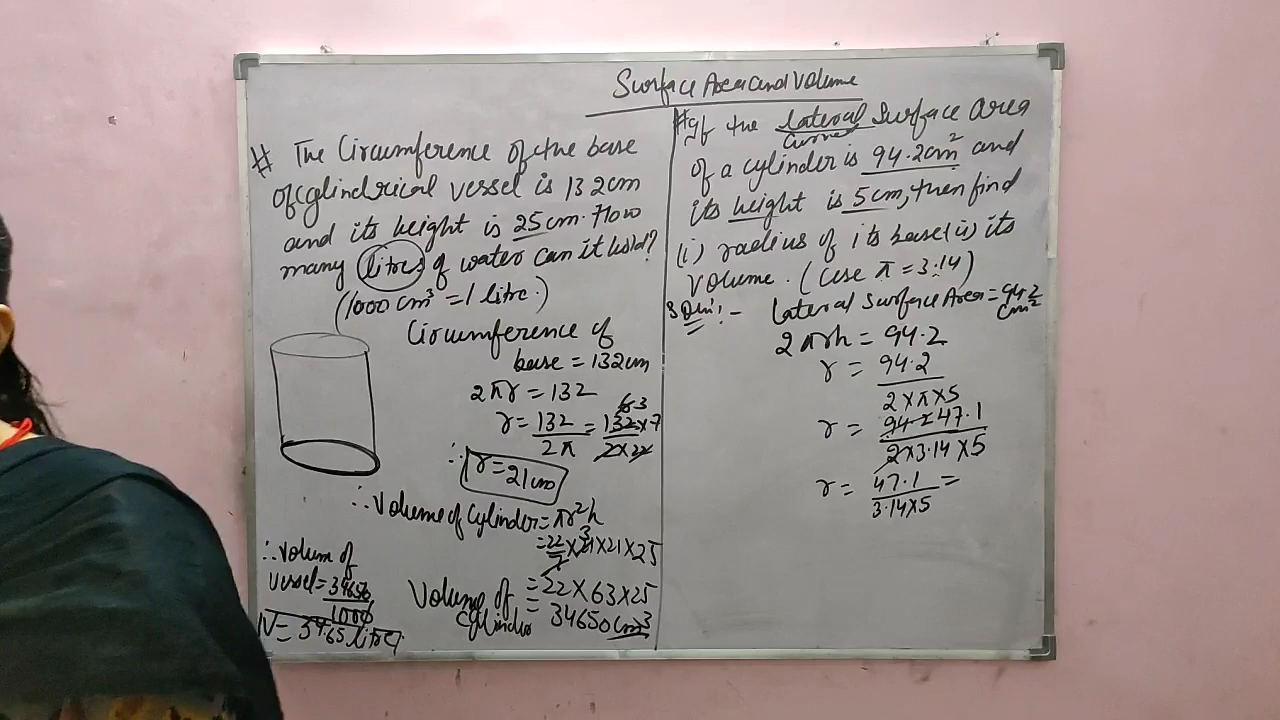 Surface Area and Volume
# The Circumference of the base
of cylindrical vessel is 132cm
and its height is 25cm. How
many litres of water can it hold?
(1000 cm³ = 1 litre.)
Circumference of
base = 132cm
2πr = 132
r = 132/2π = 132×7/2×22
6 3
∴ r = 21cm
∴ Volume of Cylinder = πr²h
= 22/7 × 21 × 21 × 25
3
= 22 × 63 × 25
Volume of Cylinder = 34650 cm³
∴ Volum of
vessel = 34650/1000
V = 34.65 litre.
# If the lateral Surface area
Curved
of a cylinder is 94.2cm² and
its height is 5cm, then find
(i) radius of its base (ii) its
volume. (use π = 3.14)
Soln:- Lateral Surface Area = 94.2 cm²
2πrh = 94.2
r = 94.2/2×π×5
r = 94.2 47.1/2×3.14×5
r = 47.1/3.14×5 =